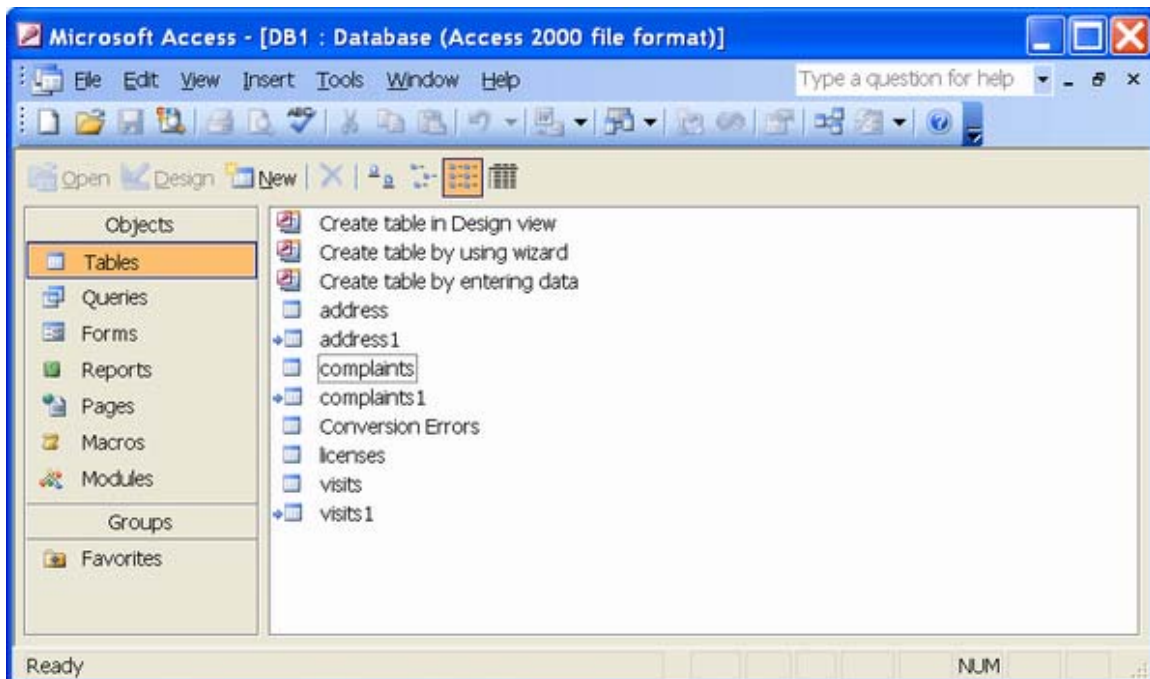 Microsoft Access - [DB1 : Database (Access 2000 file format)]
File Edit View Insert Tools Window Help Type a question for help
ABC
Open Design New
Objects
Tables
Queries
Forms
Reports
Pages
Macros
Modules
Groups
Favorites
Create table in Design view
Create table by using wizard
Create table by entering data
address
address1
complaints
complaints1
Conversion Errors
licenses
visits
visits1
Ready NUM